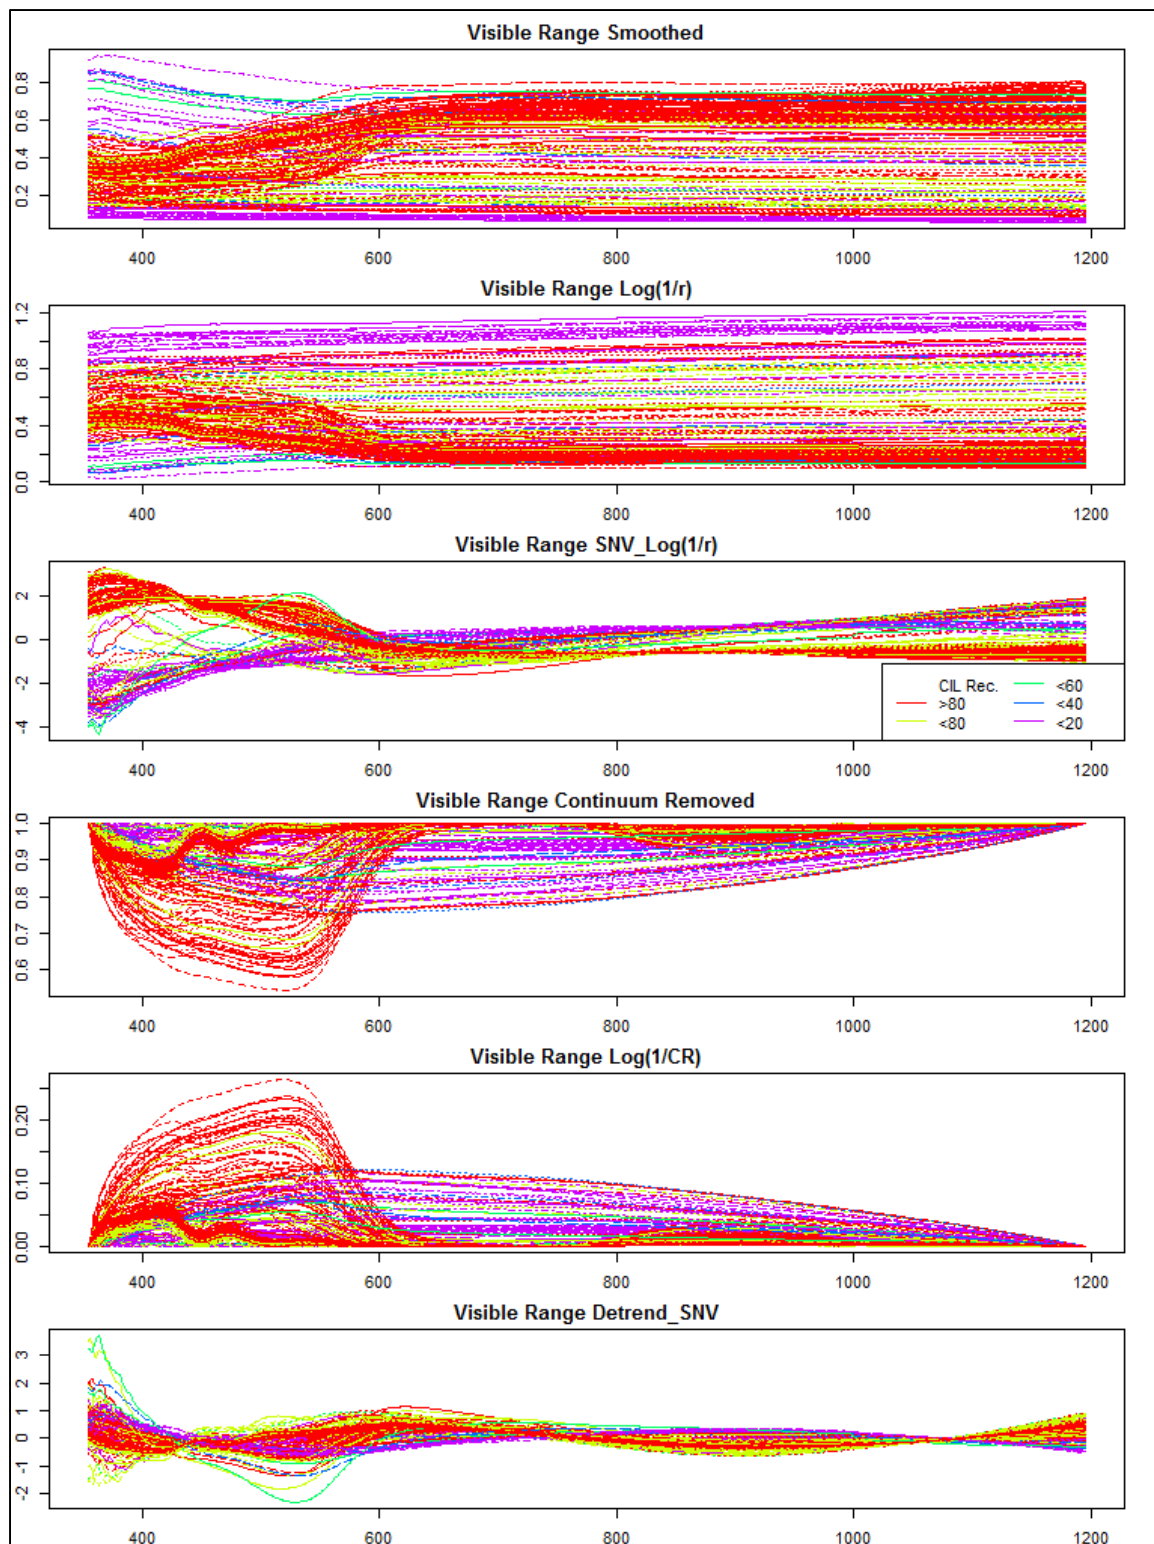 Visible Range Smoothed
0.8
0.6
0.4
0.2
400 600 800 1000 1200
Visible Range Log(1/r)
1.2
0.8
0.4
0.0
400 600 800 1000 1200
Visible Range SNV_Log(1/r)
2
0
-2
-4
CIL Rec. <60
>80 <40
<80 <20
400 600 800 1000 1200
Visible Range Continuum Removed
1.0
0.9
0.8
0.7
0.6
400 600 800 1000 1200
Visible Range Log(1/CR)
0.20
0.10
0.00
400 600 800 1000 1200
Visible Range Detrend_SNV
3
2
1
0
-1
-2
400 600 800 1000 1200